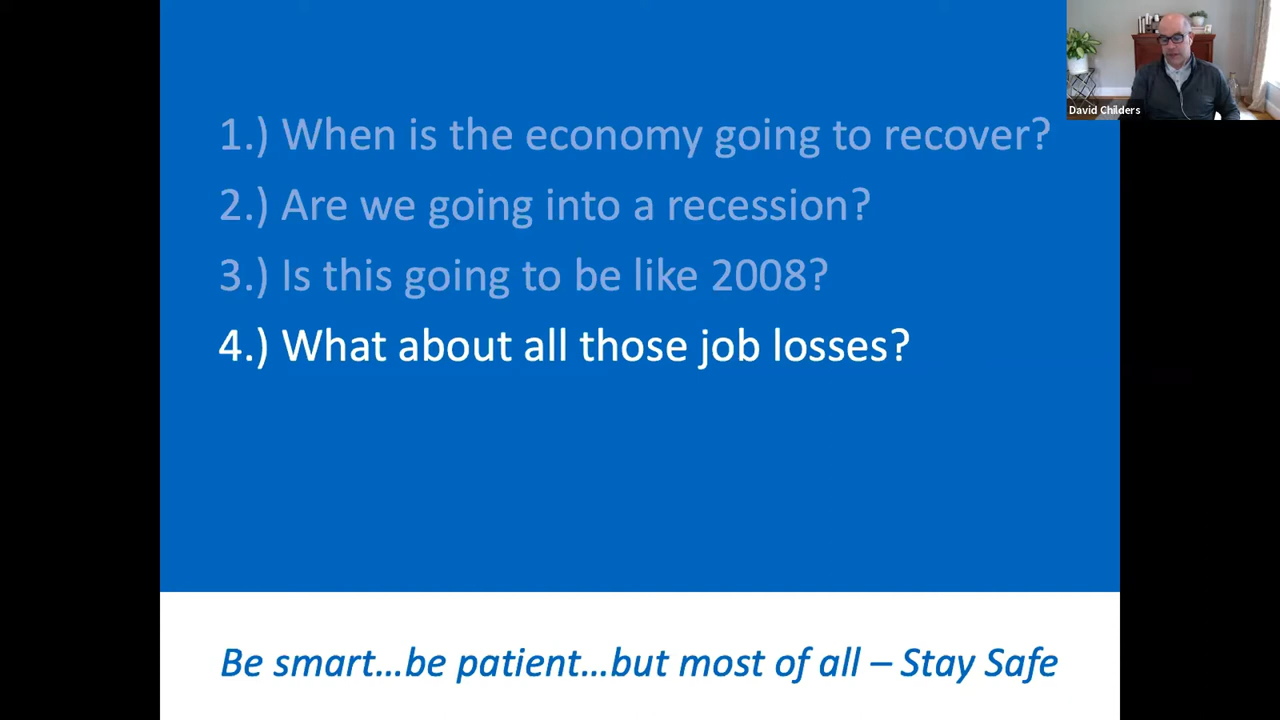 1.) When is the economy going to recover?
David Childers
2.) Are we going into a recession?
3.) Is this going to be like 2008?
4.) What about all those job losses?
Be smart...be patient...but most of all – Stay Safe